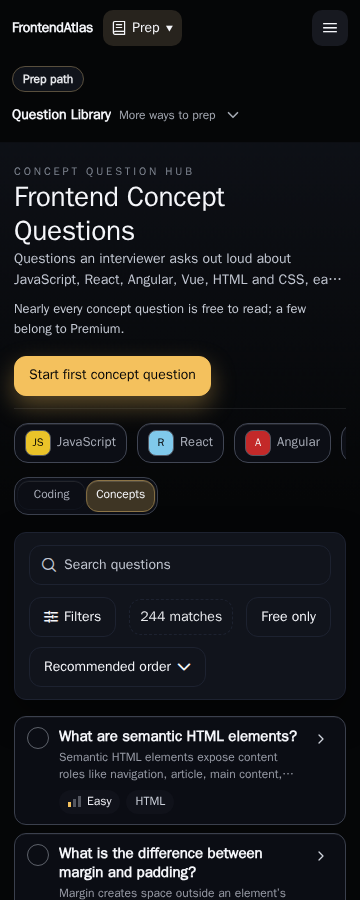 FrontendAtlas
Prep ▾
Prep path
Question Library More ways to prep
CONCEPT QUESTION HUB
Frontend Concept
Questions
Questions an interviewer asks out loud about
JavaScript, React, Angular, Vue, HTML and CSS, ea…
Nearly every concept question is free to read; a few
belong to Premium.
Start first concept question
JS JavaScript R React A Angular
Coding Concepts
Search questions
Filters 244 matches Free only
Recommended order
What are semantic HTML elements?
Semantic HTML elements expose content
roles like navigation, article, main content,…
Easy HTML
What is the difference between
margin and padding?
Margin creates space outside an element's